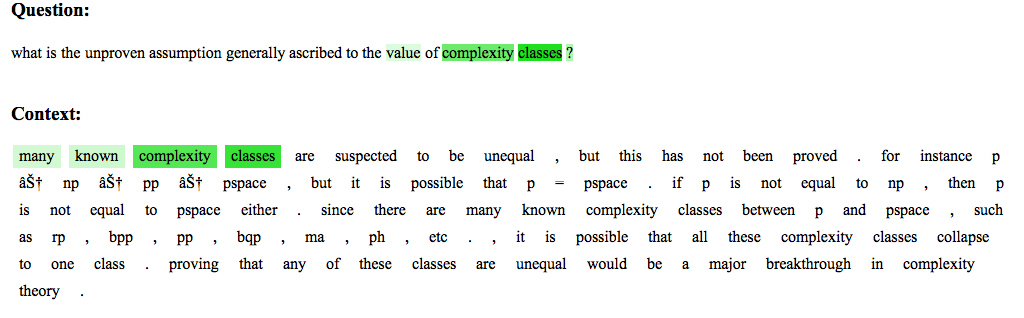 Question:
what is the unproven assumption generally ascribed to the value of complexity classes ?
Context:
many known complexity classes are suspected to be unequal , but this has not been proved . for instance p
âŠ† np âŠ† pp âŠ† pspace , but it is possible that p = pspace . if p is not equal to np , then p
is not equal to pspace either . since there are many known complexity classes between p and pspace , such
as rp , bpp , pp , bqp , ma , ph , etc . , it is possible that all these complexity classes collapse
to one class . proving that any of these classes are unequal would be a major breakthrough in complexity
theory .